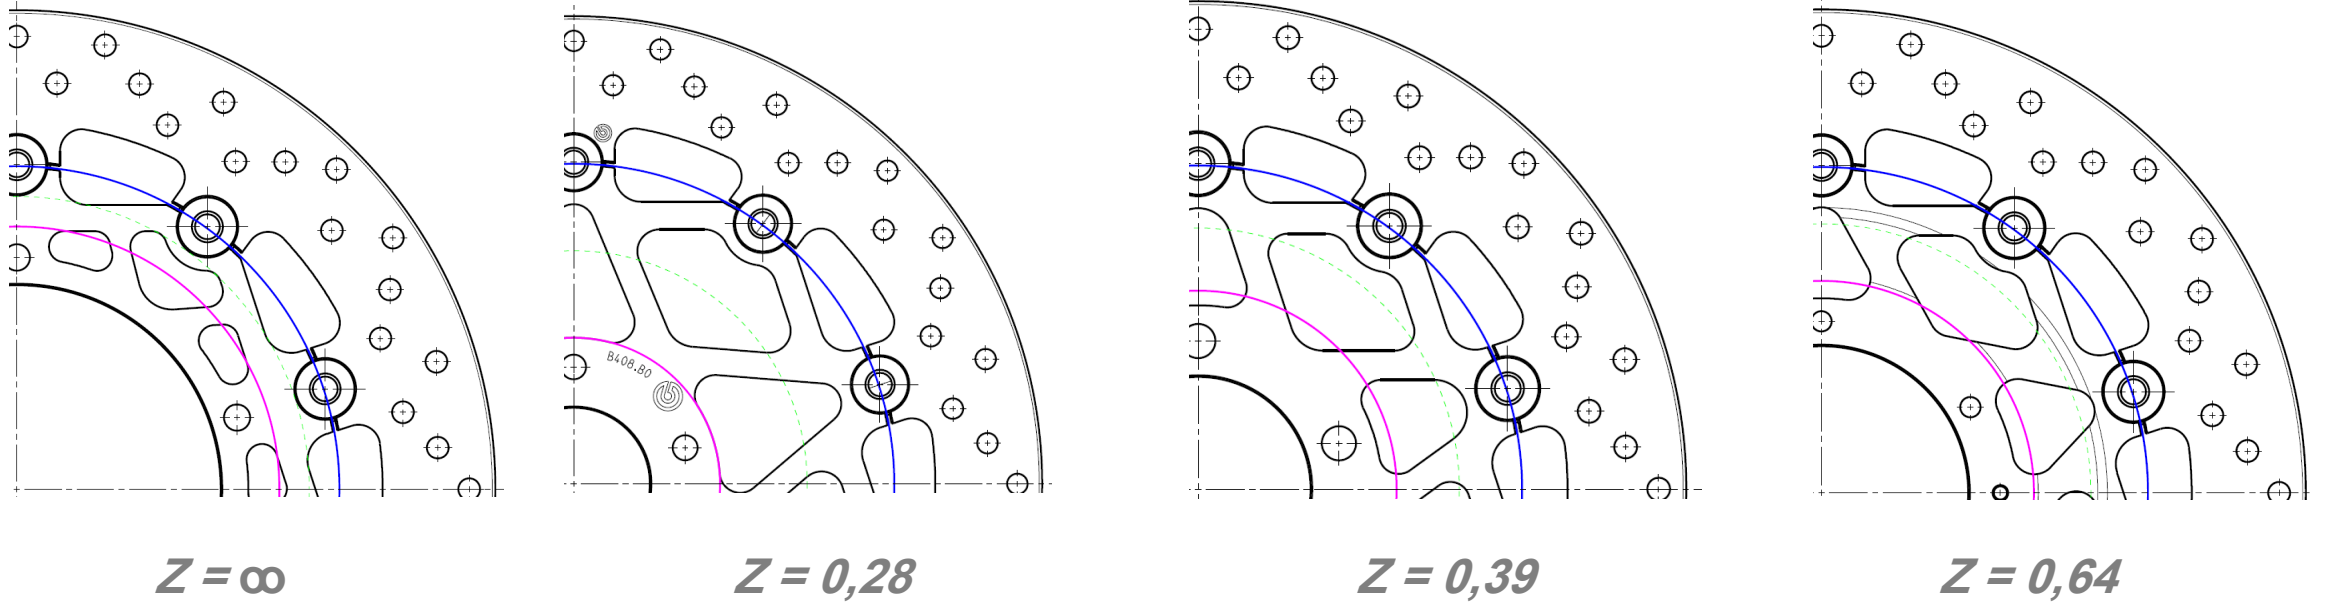 B408.B0
Z = ∞
Z = 0,28
Z = 0,39
Z = 0,64